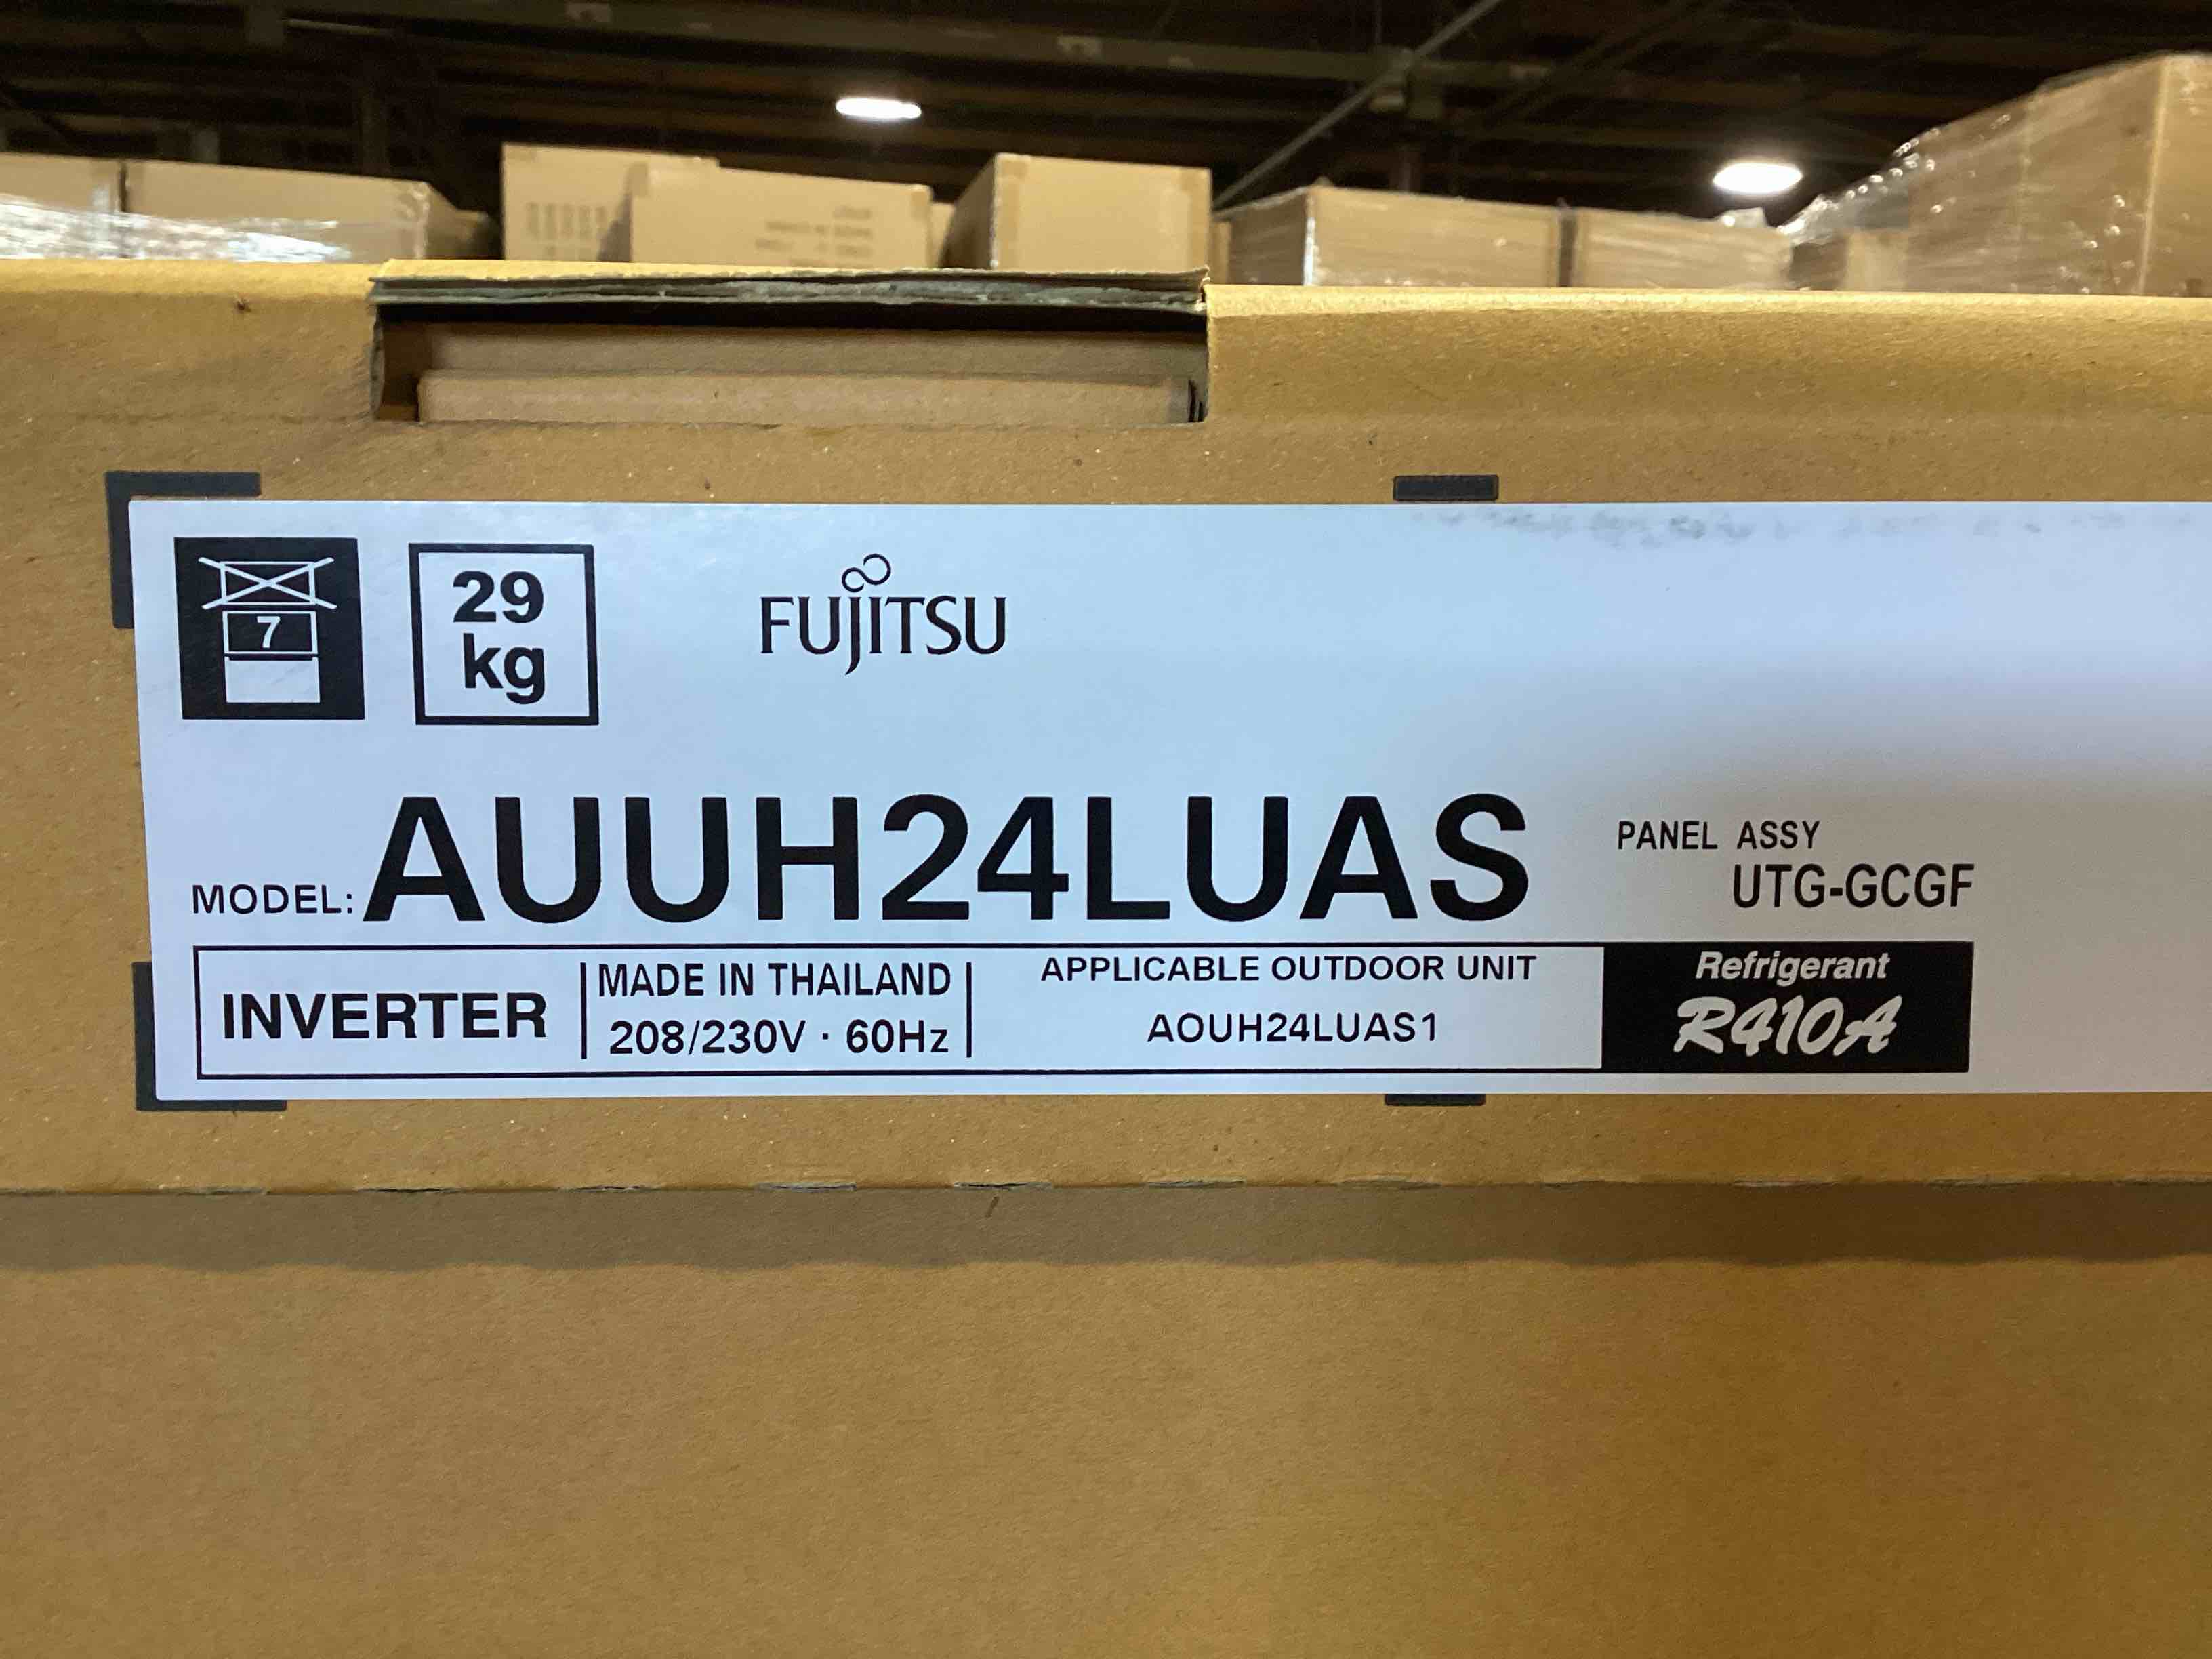 7
29
kg
FUJITSU
MODEL: AUUH24LUAS
PANEL ASSY
UTG-GCGF
INVERTER
MADE IN THAILAND
208/230V · 60Hz
APPLICABLE OUTDOOR UNIT
AOUH24LUAS1
Refrigerant
R410A